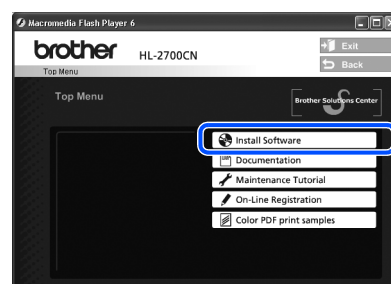 Macromedia Flash Player 6
brother HL-2700CN
Exit
Back
Top Menu
Top Menu
Brother Solutions Center
Install Software
Documentation
Maintenance Tutorial
On-Line Registration
Color PDF print samples